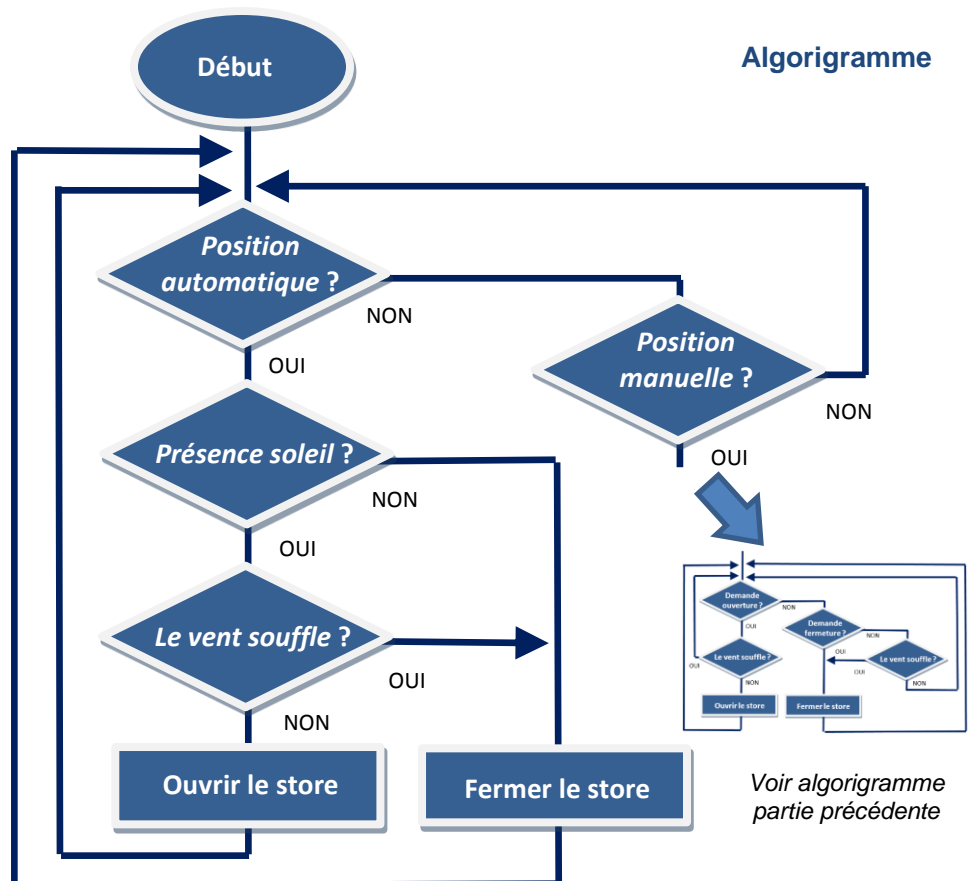 Algorigramme
Début
Position
automatique ?
NON
OUI
Position
manuelle ?
NON
OUI
Présence soleil ?
NON
OUI
Le vent souffle ?
OUI
NON
Ouvrir le store
Fermer le store
Demande
ouverture ?
NON
OUI
Demande
fermeture ?
NON
OUI
Le vent souffle ?
OUI
NON
Le vent souffle ?
OUI
NON
Ouvrir le store
Fermer le store
Voir algorigramme
partie précédente